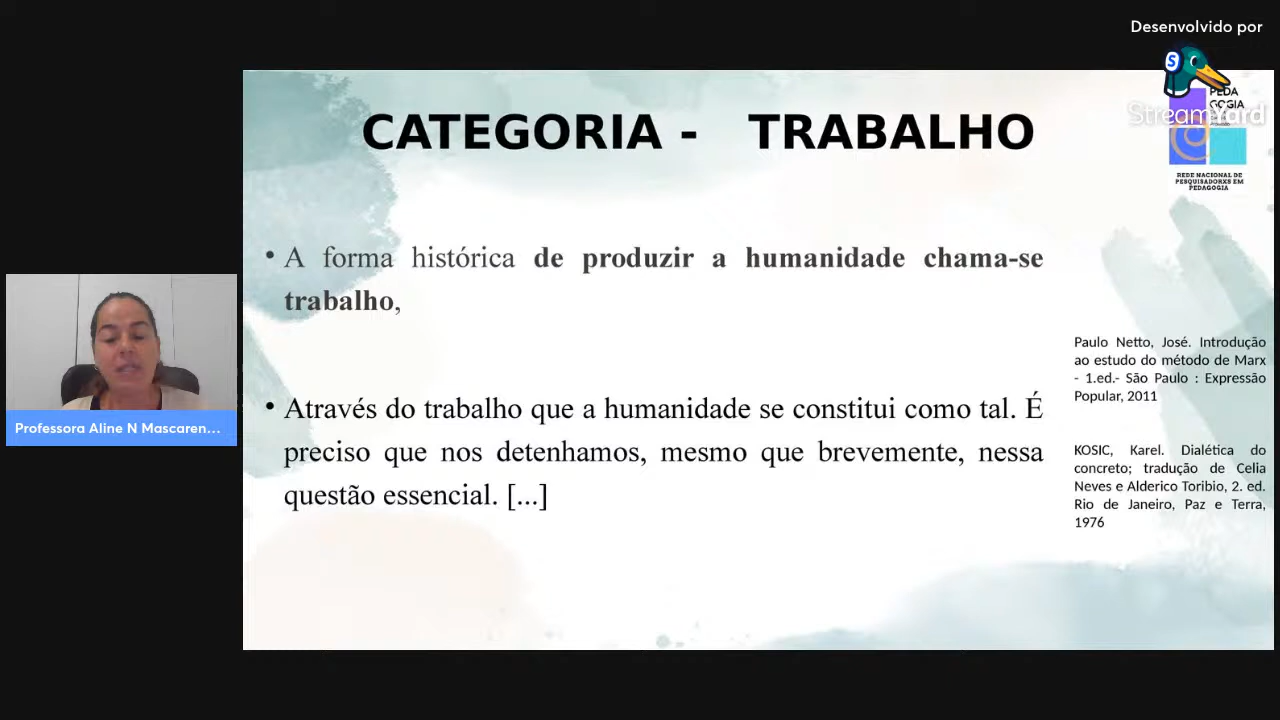 Desenvolvido por
S
StreamYard
PEDA
GOGIA
REDE NACIONAL DE
PESQUISADORXS EM
PEDAGOGIA
CATEGORIA - TRABALHO
• A forma histórica de produzir a humanidade chama-se
trabalho,
• Através do trabalho que a humanidade se constitui como tal. É
preciso que nos detenhamos, mesmo que brevemente, nessa
questão essencial. [...]
Paulo Netto, José. Introdução
ao estudo do método de Marx
- 1.ed.- São Paulo : Expressão
Popular, 2011
KOSIC, Karel. Dialética do
concreto; tradução de Celia
Neves e Alderico Toribio, 2. ed.
Rio de Janeiro, Paz e Terra,
1976
Professora Aline N Mascaren...